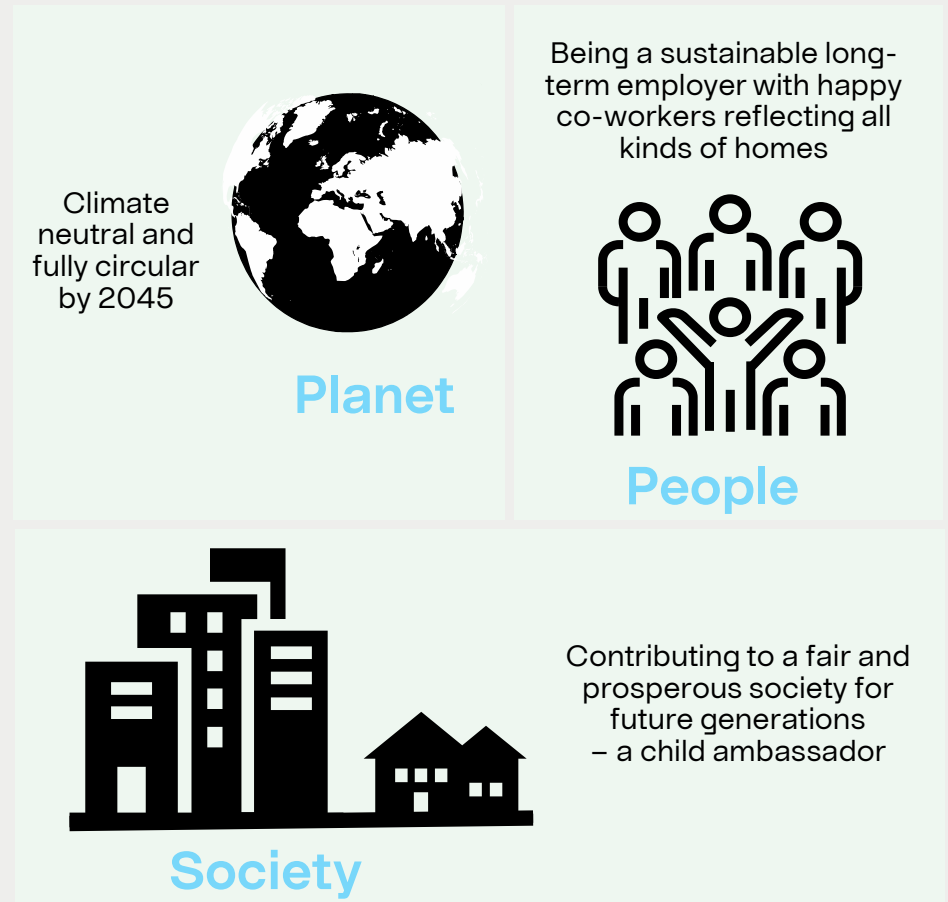 Climate
neutral and
fully circular
by 2045
Planet
Being a sustainable long-
term employer with happy
co-workers reflecting all
kinds of homes
People
Contributing to a fair and
prosperous society for
future generations
– a child ambassador
Society